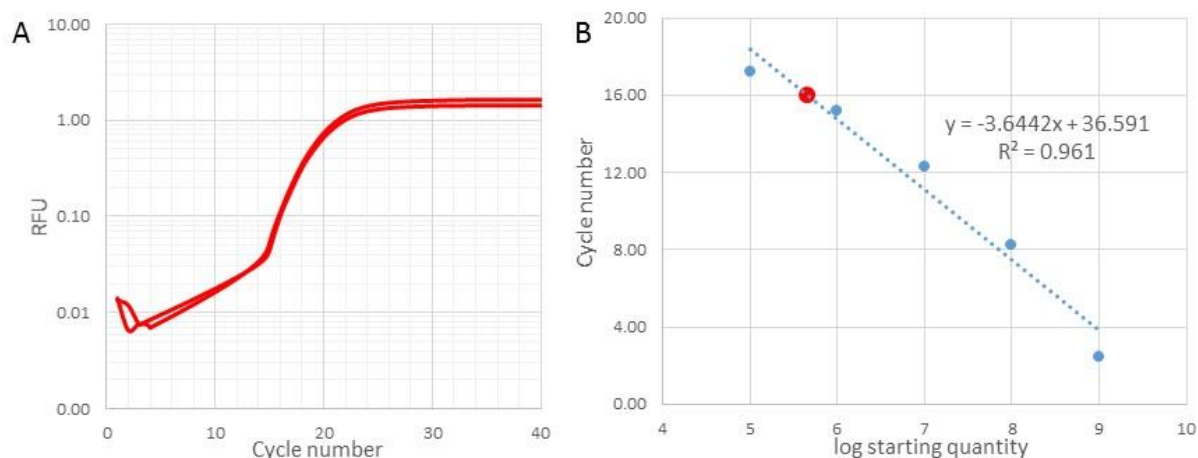 A
10.00
1.00
0.10
0.01
0.00
RFU
0 10 20 30 40
Cycle number
B
20.00
16.00
12.00
8.00
4.00
0.00
Cycle number
y = -3.6442x + 36.591
R² = 0.961
4 5 6 7 8 9 10
log starting quantity